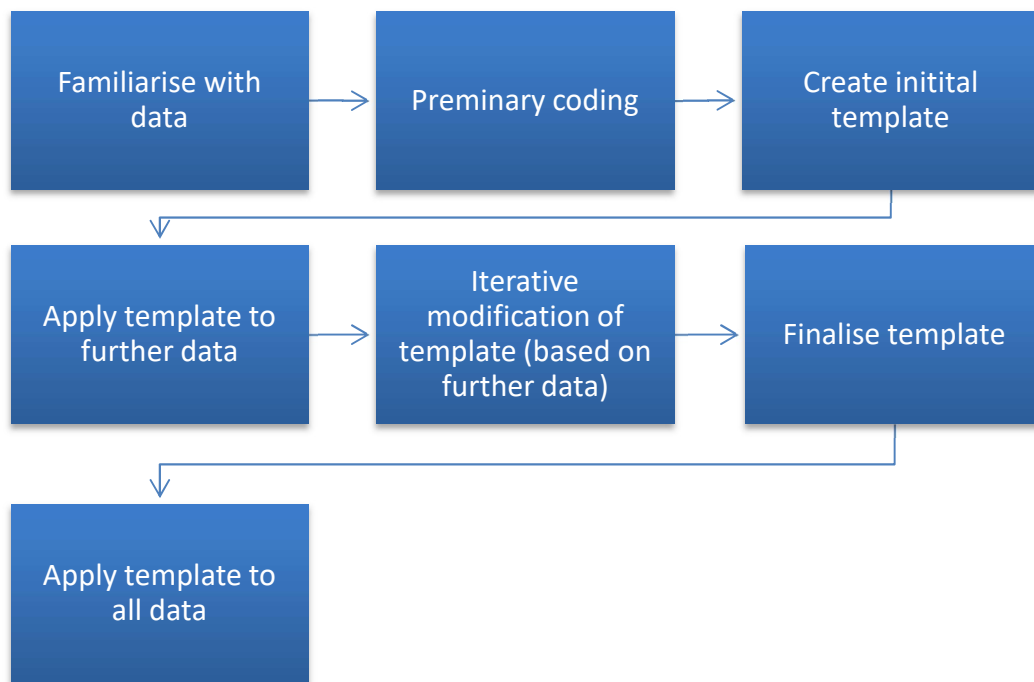 Familiarise with
data
Preminary coding
Create initital
template
Apply template to
further data
Iterative
modification of
template (based on
further data)
Finalise template
Apply template to
all data